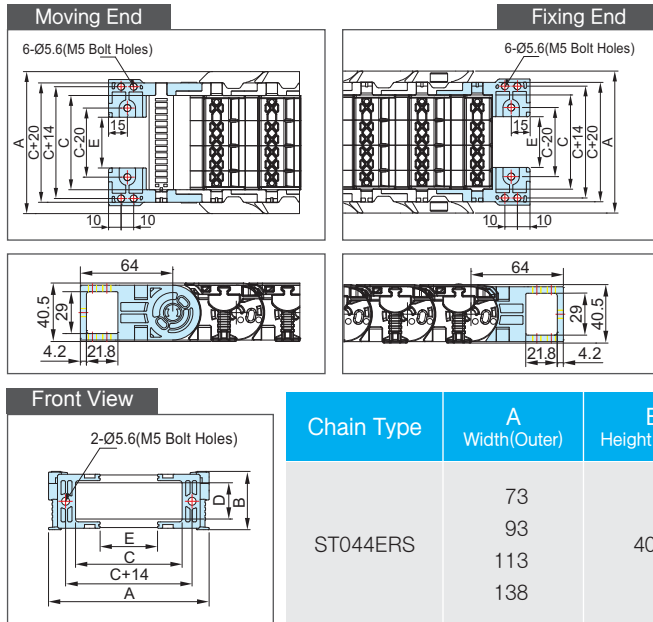 Moving End
6-Ø5.6(M5 Bolt Holes)
A
C+20
C+14
C
C-20
E
15
10
10
Fixing End
6-Ø5.6(M5 Bolt Holes)
15
E
C-20
C
C+14
C+20
A
10
10
64
40.5
29
4.2
21.8
64
29
40.5
21.8
4.2
Front View
2-Ø5.6(M5 Bolt Holes)
D
B
E
C
C+14
A
Chain Type
A
Width(Outer)
Height
ST044ERS
73
93
113
138
40